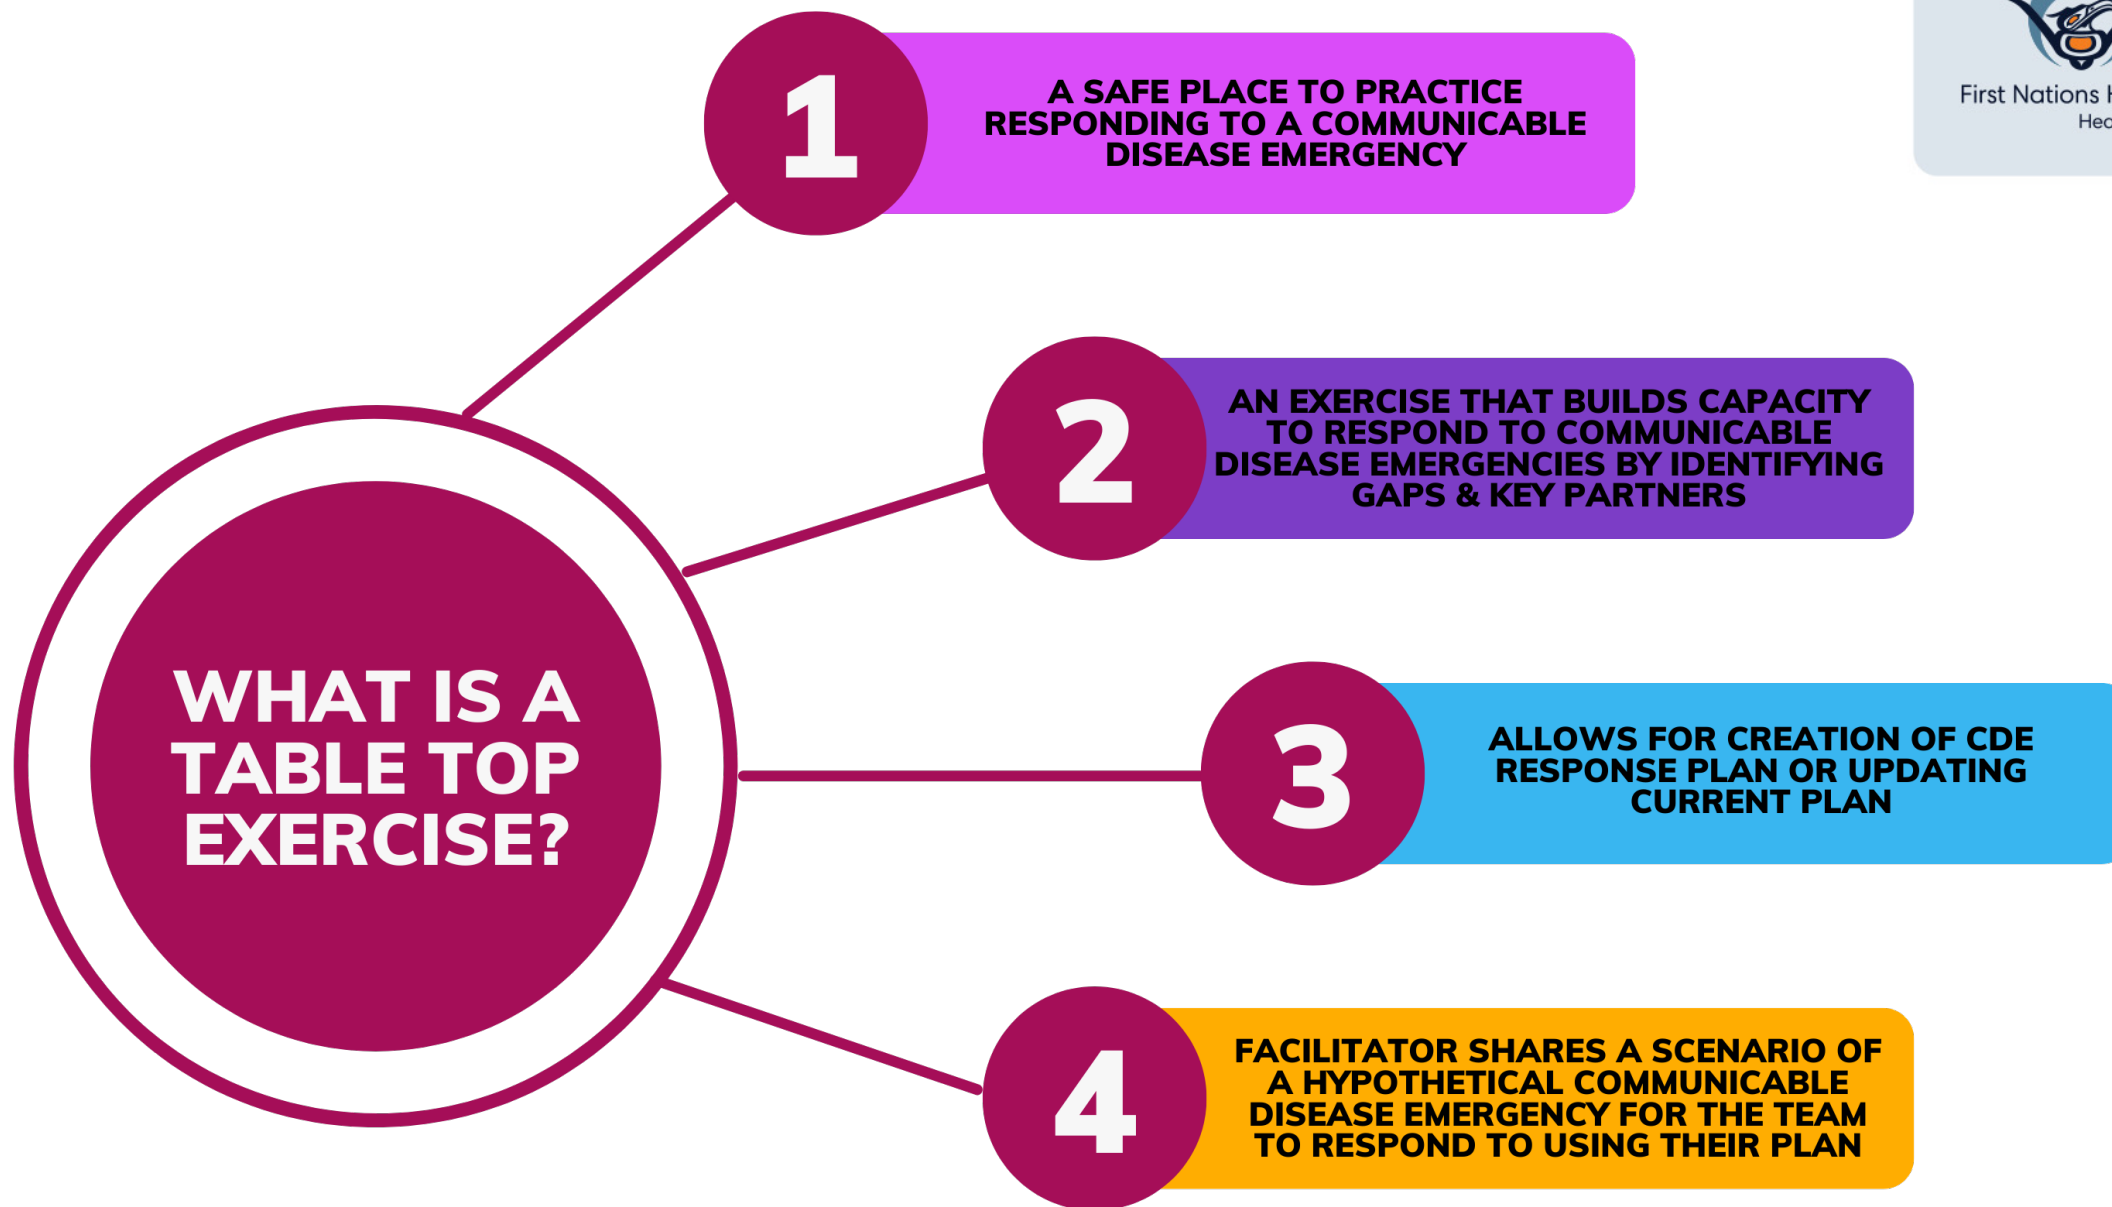 1
A SAFE PLACE TO PRACTICE
RESPONDING TO A COMMUNICABLE
DISEASE EMERGENCY
First Nations
2
AN EXERCISE THAT BUILDS CAPACITY
TO RESPOND TO COMMUNICABLE
DISEASE EMERGENCIES BY IDENTIFYING
GAPS & KEY PARTNERS
WHAT IS A
TABLE TOP
EXERCISE?
3
ALLOWS FOR CREATION OF CDE
RESPONSE PLAN OR UPDATING
CURRENT PLAN
4
FACILITATOR SHARES A SCENARIO OF
A HYPOTHETICAL COMMUNICABLE
DISEASE EMERGENCY FOR THE TEAM
TO RESPOND TO USING THEIR PLAN